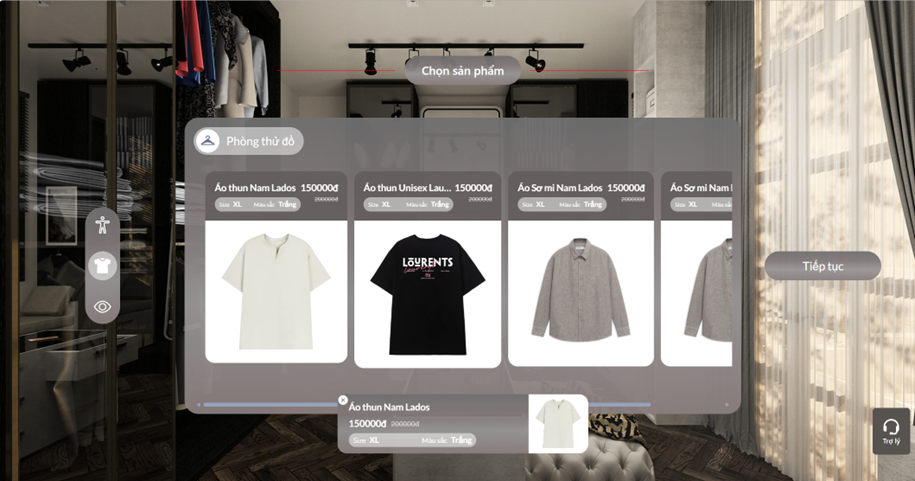 Chọn sản phẩm
Phòng thử đồ
Áo thun Nam Lados 150000đ
200000đ
Size XL Màu sắc Trắng
Áo thun Unisex Lau... 150000đ
200000đ
Size XL Màu sắc Trắng
Áo Sơ mi Nam Lados 150000đ
200000đ
Size XL Màu sắc Trắng
Áo Sơ mi Nam
Size XL Màu sắc
LOURENTS
Tiếp tục
Áo thun Nam Lados
150000đ 200000đ
Size XL Màu sắc Trắng
Trợ lý